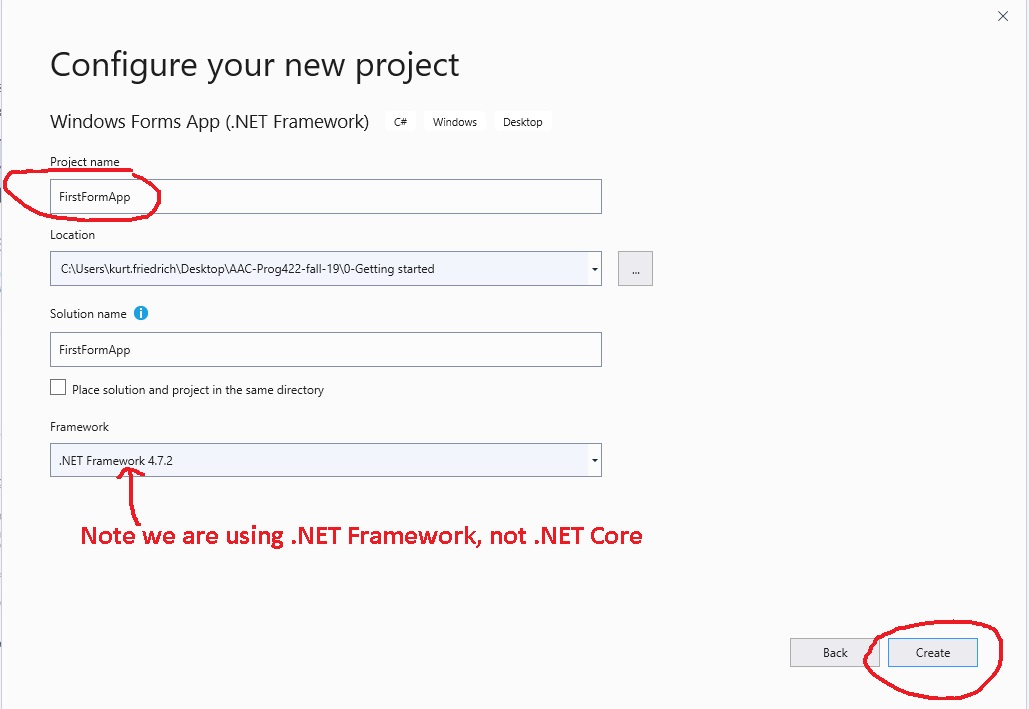 Configure your new project
Windows Forms App (.NET Framework) C# Windows Desktop
Project name
FirstFormApp
Location
C:\Users\kurt.friedrich\Desktop\AAC-Prog422-fall-19\0-Getting started
...
Solution name i
FirstFormApp
Place solution and project in the same directory
Framework
.NET Framework 4.7.2
Note we are using .NET Framework, not .NET Core
Back Create